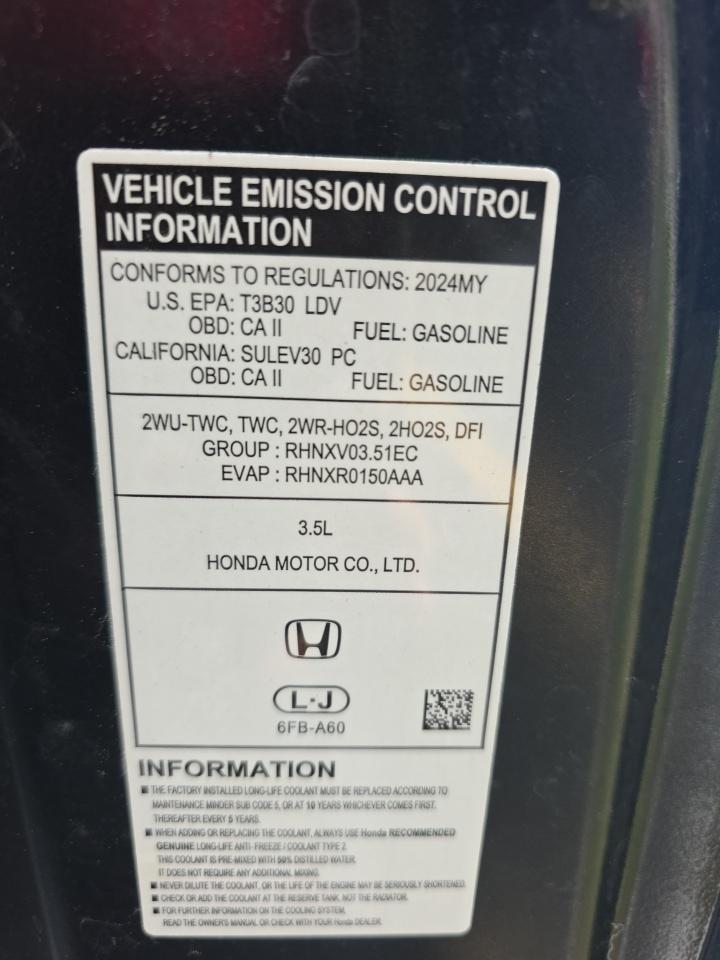 VEHICLE EMISSION CONTROL
INFORMATION
CONFORMS TO REGULATIONS: 2024MY
U.S. EPA: T3B30 LDV
OBD: CA II FUEL: GASOLINE
CALIFORNIA: SULEV30 PC
OBD: CA II FUEL: GASOLINE
2WU-TWC, TWC, 2WR-HO2S, 2HO2S, DFI
GROUP : RHNXV03.51EC
EVAP : RHNXR0150AAA
3.5L
HONDA MOTOR CO., LTD.
L·J
6FB-A60
INFORMATION
■ THE FACTORY INSTALLED LONG-LIFE COOLANT MUST BE REPLACED ACCORDING TO
MAINTENANCE MINDER SUB CODE 5, OR AT 10 YEARS WHICHEVER COMES FIRST.
THEREAFTER EVERY 5 YEARS.
■ WHEN ADDING OR REPLACING THE COOLANT, ALWAYS USE Honda RECOMMENDED
GENUINE LONG-LIFE ANTI-FREEZE / COOLANT TYPE 2.
THIS COOLANT IS PRE-MIXED WITH 50% DISTILLED WATER.
IT DOES NOT REQUIRE ANY ADDITIONAL MIXING.
■ NEVER DILUTE THE COOLANT, OR THE LIFE OF THE ENGINE MAY BE SERIOUSLY SHORTENED.
■ CHECK OR ADD THE COOLANT AT THE RESERVE TANK, NOT THE RADIATOR.
■ FOR FURTHER INFORMATION ON THE COOLING SYSTEM,
READ THE OWNER'S MANUAL OR CHECK WITH YOUR Honda DEALER.